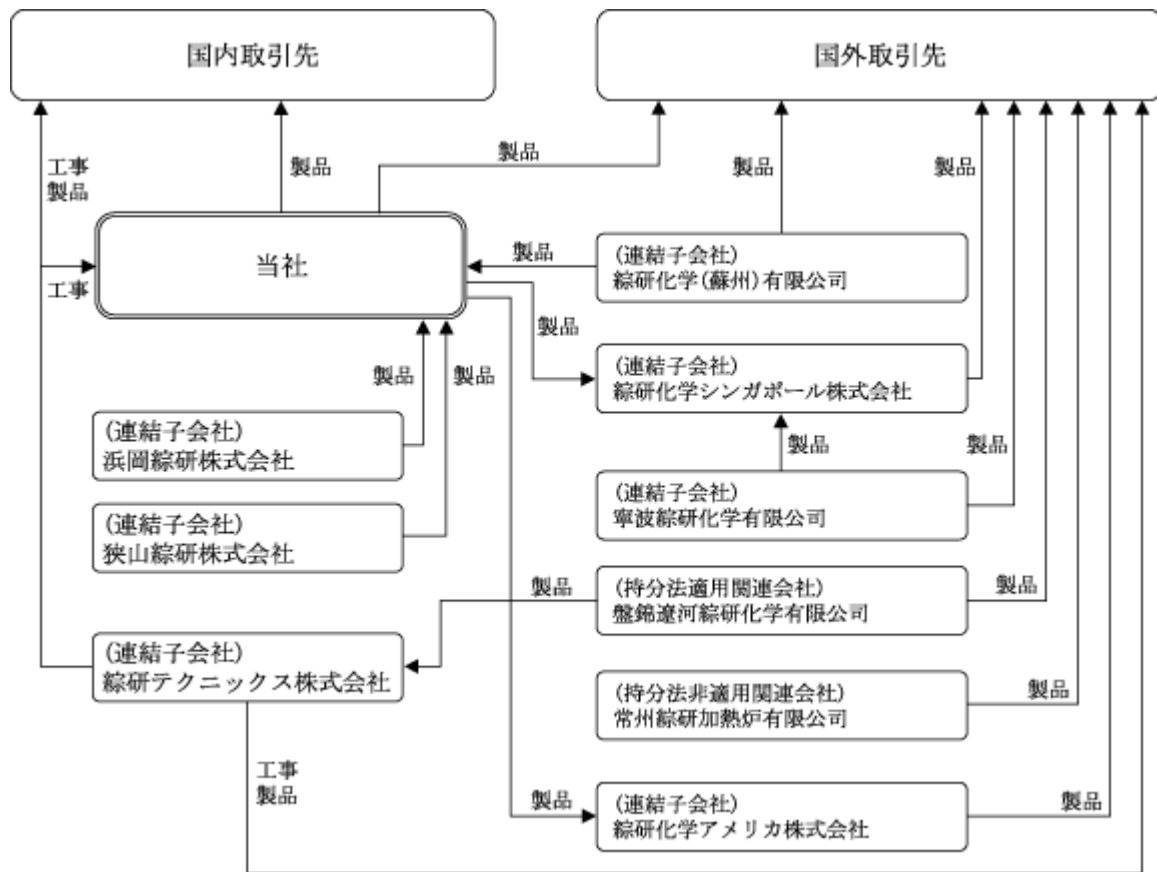 国内取引先
国外取引先
工事
製品
製品
製品
製品
製品
当社
工事
製品
(連結子会社)
綜研化学(蘇州)有限公司
製品
製品
製品
(連結子会社)
綜研化学シンガポール株式会社
(連結子会社)
浜岡綜研株式会社
製品
製品
(連結子会社)
寧波綜研化学有限公司
(連結子会社)
狭山綜研株式会社
製品
(持分法適用関連会社)
盤錦遼河綜研化学有限公司
製品
(連結子会社)
綜研テクニックス株式会社
(持分法非適用関連会社)
常州綜研加熱炉有限公司
製品
工事
製品
製品
(連結子会社)
綜研化学アメリカ株式会社
製品